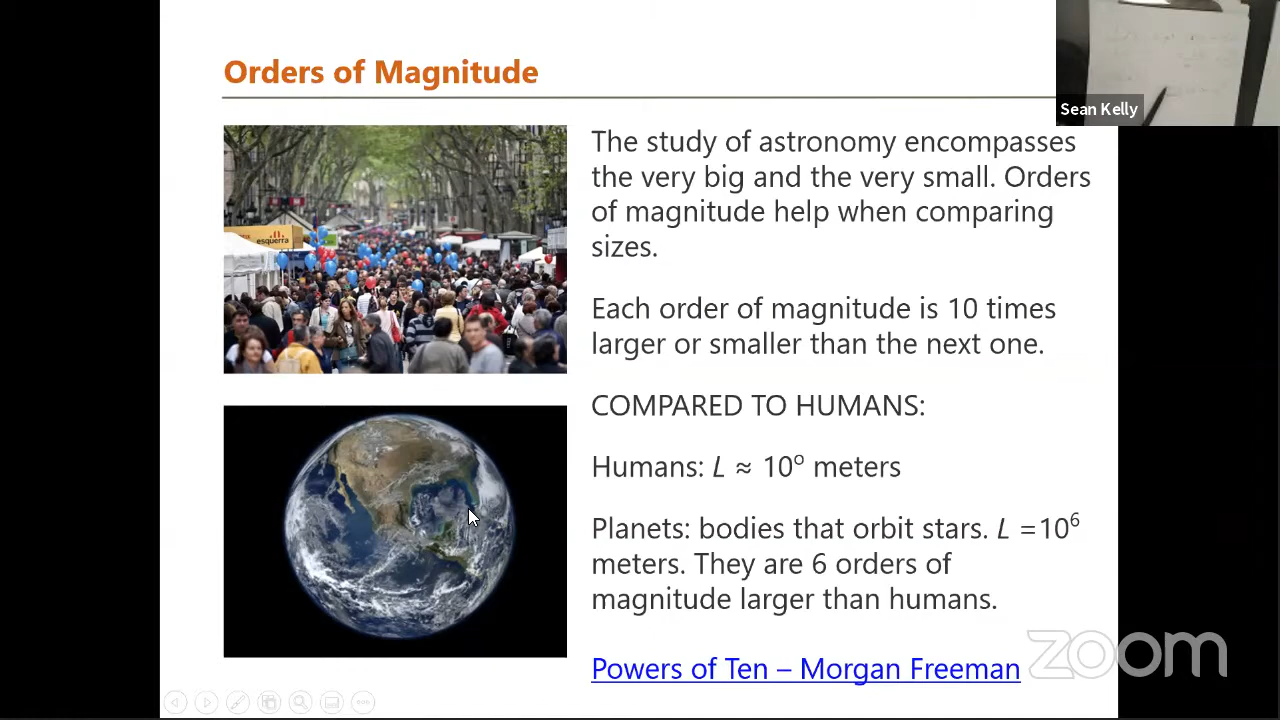 Orders of Magnitude
Sean Kelly
esquerra
The study of astronomy encompasses
the very big and the very small. Orders
of magnitude help when comparing
sizes.
Each order of magnitude is 10 times
larger or smaller than the next one.
COMPARED TO HUMANS:
Humans: L ≈ 10⁰ meters
Planets: bodies that orbit stars. L =10⁶
meters. They are 6 orders of
magnitude larger than humans.
Powers of Ten – Morgan Freeman
zoom